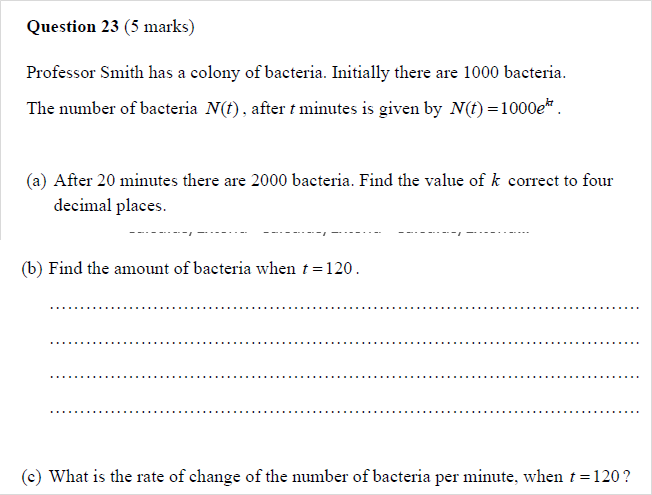 Question 23 (5 marks)
Professor Smith has a colony of bacteria. Initially there are 1000 bacteria.
The number of bacteria N(t), after t minutes is given by N(t) = 1000e^{kt}.
(a) After 20 minutes there are 2000 bacteria. Find the value of k correct to four
decimal places.
(b) Find the amount of bacteria when t = 120.
(c) What is the rate of change of the number of bacteria per minute, when t = 120?